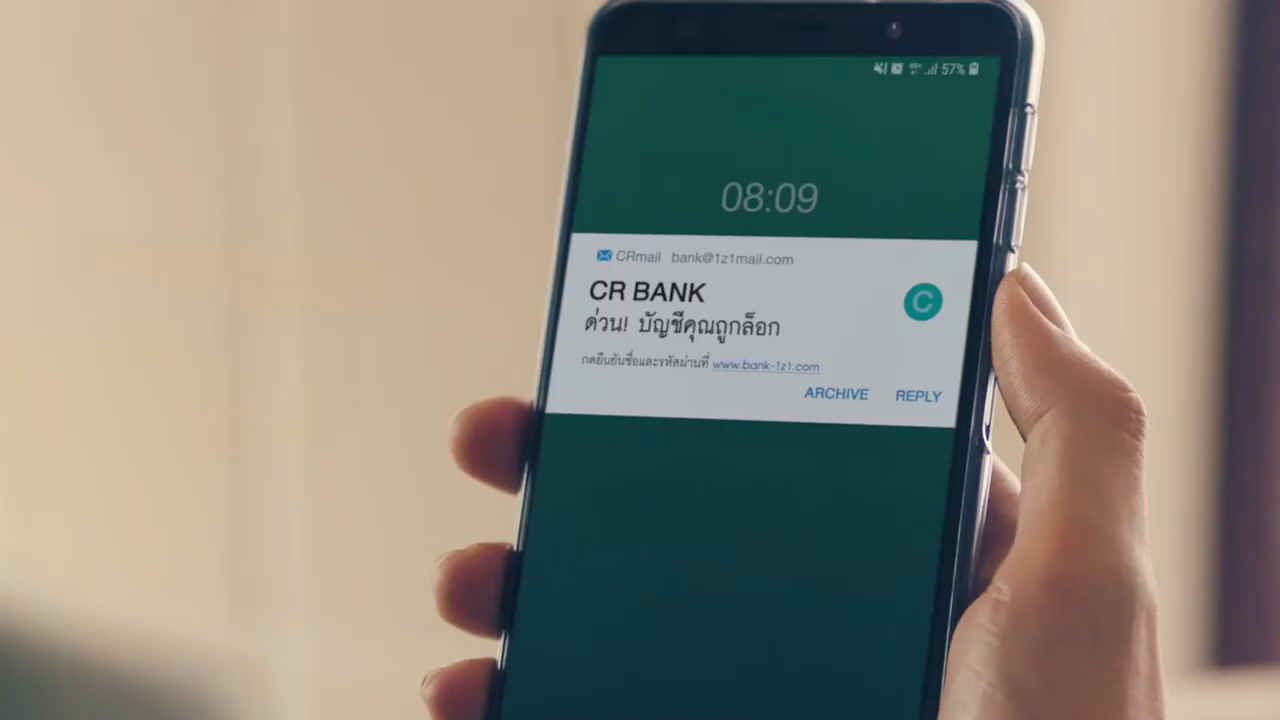 57%
08:09
CRmail bank@1z1mail.com
CR BANK
C
ด่วน! บัญชีคุณถูกล็อก
กดยืนยันชื่อและรหัสผ่านที่ www.bank-1z1.com
ARCHIVE REPLY